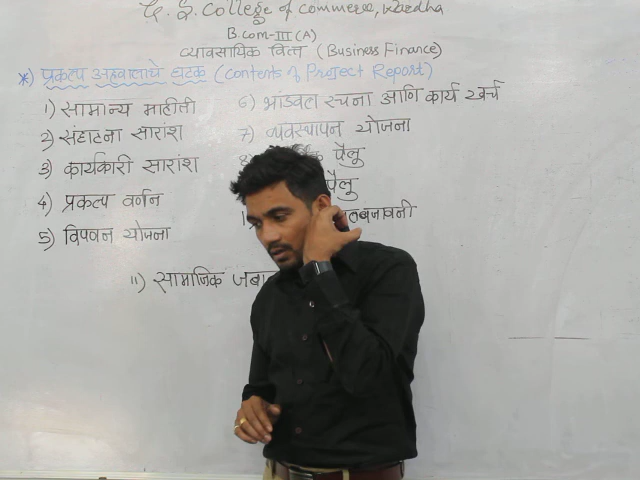 G. S. College of Commerce, Wardha
B.com-III (A)
व्यावसायिक वित्त (Business Finance)
*) प्रकल्प अहवालाचे घटक (Contents of Project Report)
1) सामान्य माहीती
2) संघटना सारांश
3) कार्यकारी सारांश
4) प्रकल्प वर्णन
5) विपणन योजना
6) भांडवल रचना आणि कार्य खर्च
7) व्यवस्थापन योजना
पैलु
पैलु
11) सामाजिक